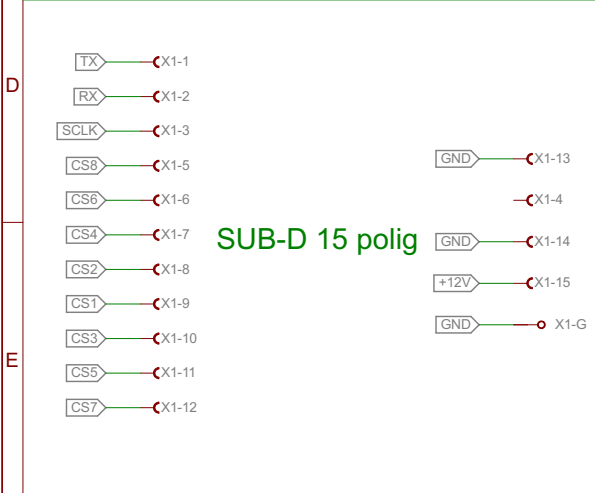 D
TX X1-1
RX X1-2
SCLK X1-3
CS8 X1-5
GND X1-13
CS6 X1-6
X1-4
CS4 X1-7
SUB-D 15 polig
GND X1-14
CS2 X1-8
+12V X1-15
CS1 X1-9
GND X1-G
CS3 X1-10
E
CS5 X1-11
CS7 X1-12